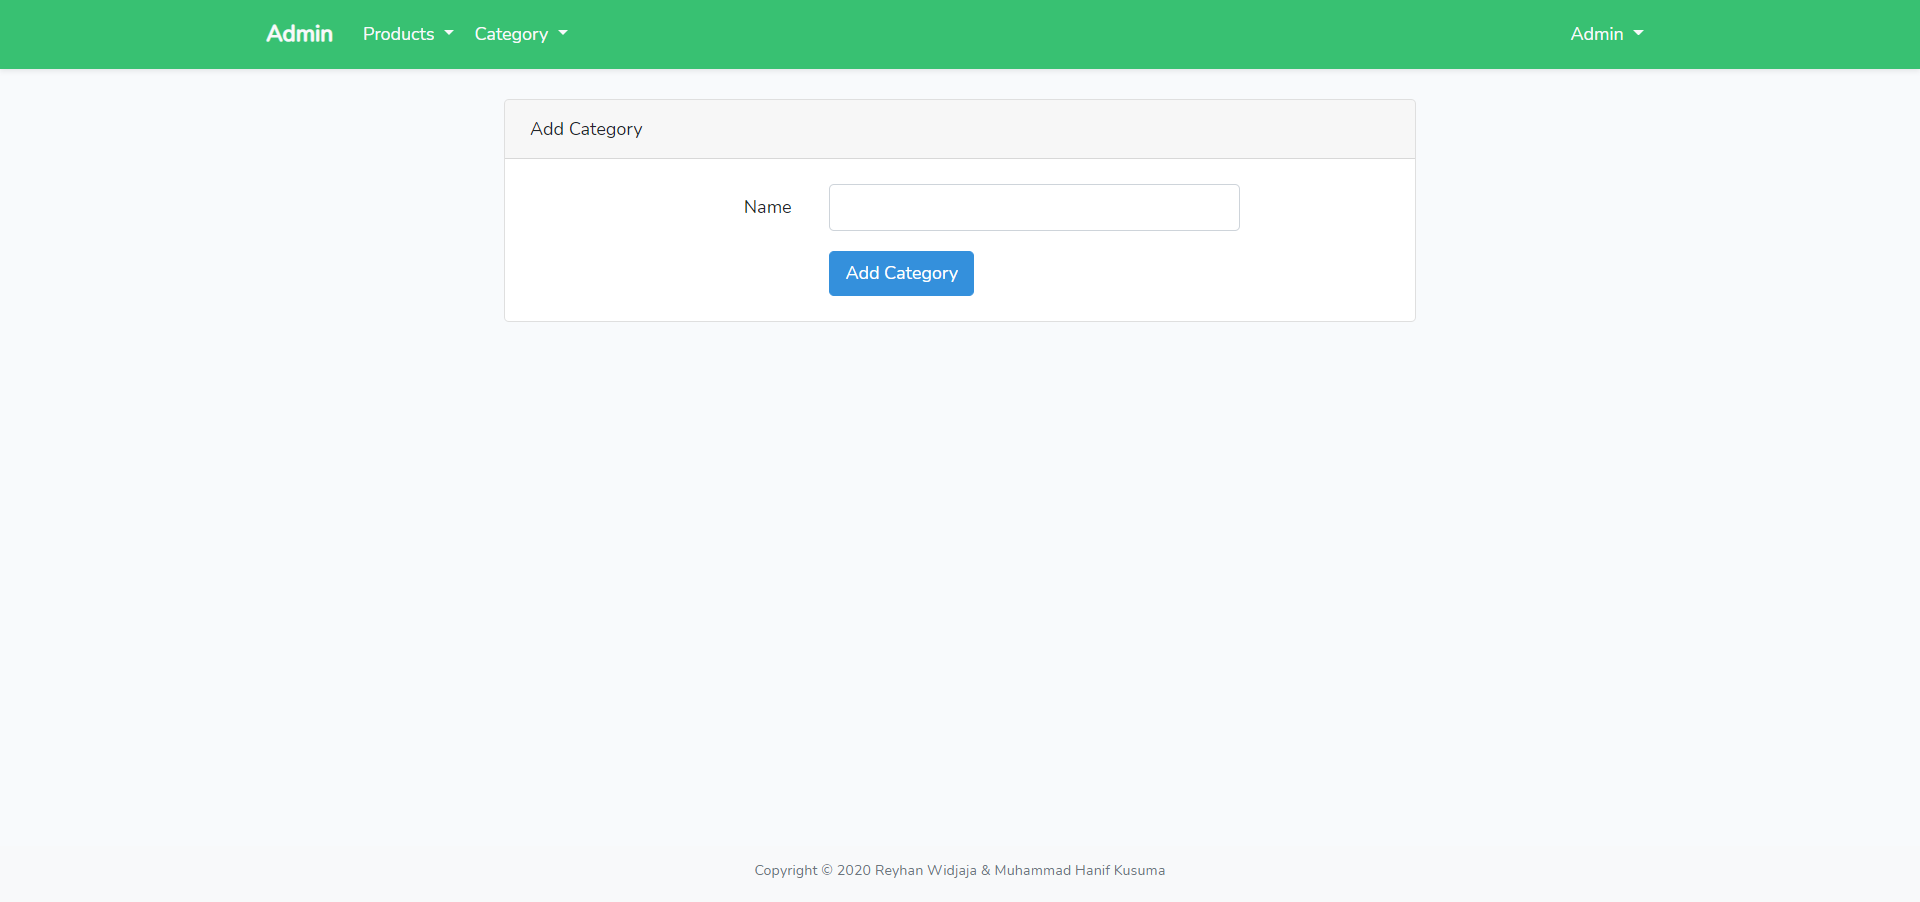 Admin Products Category Admin
Add Category
Name
Add Category
Copyright © 2020 Reyhan Widjaja & Muhammad Hanif Kusuma